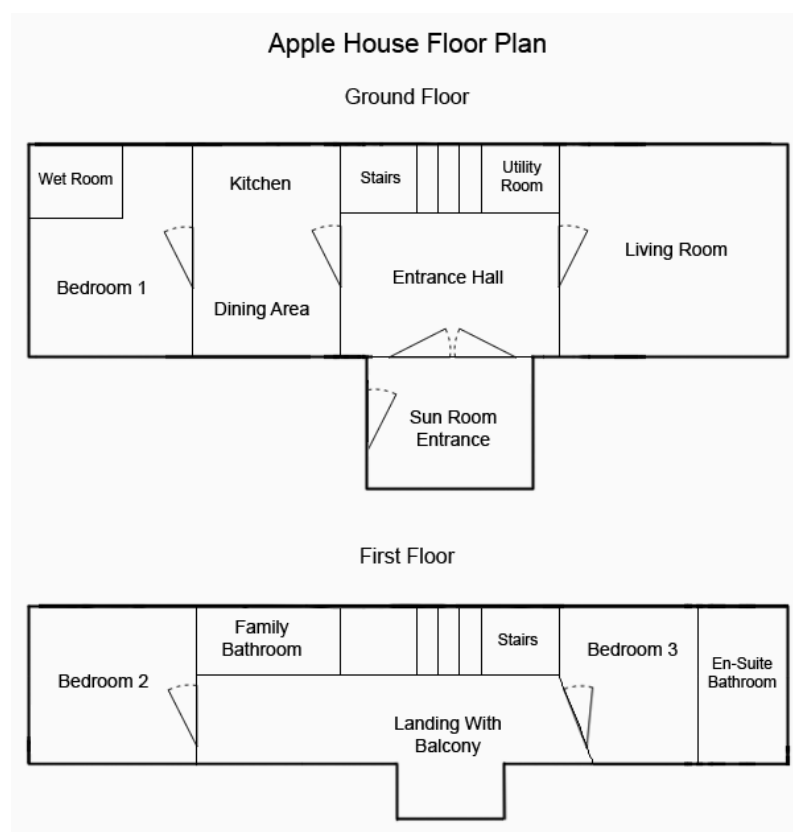 Apple House Floor Plan
Ground Floor
Wet Room
Kitchen
Stairs
Utility
Room
Bedroom 1
Dining Area
Entrance Hall
Living Room
Sun Room
Entrance
First Floor
Bedroom 2
Family
Bathroom
Stairs
Bedroom 3
En-Suite
Bathroom
Landing With
Balcony